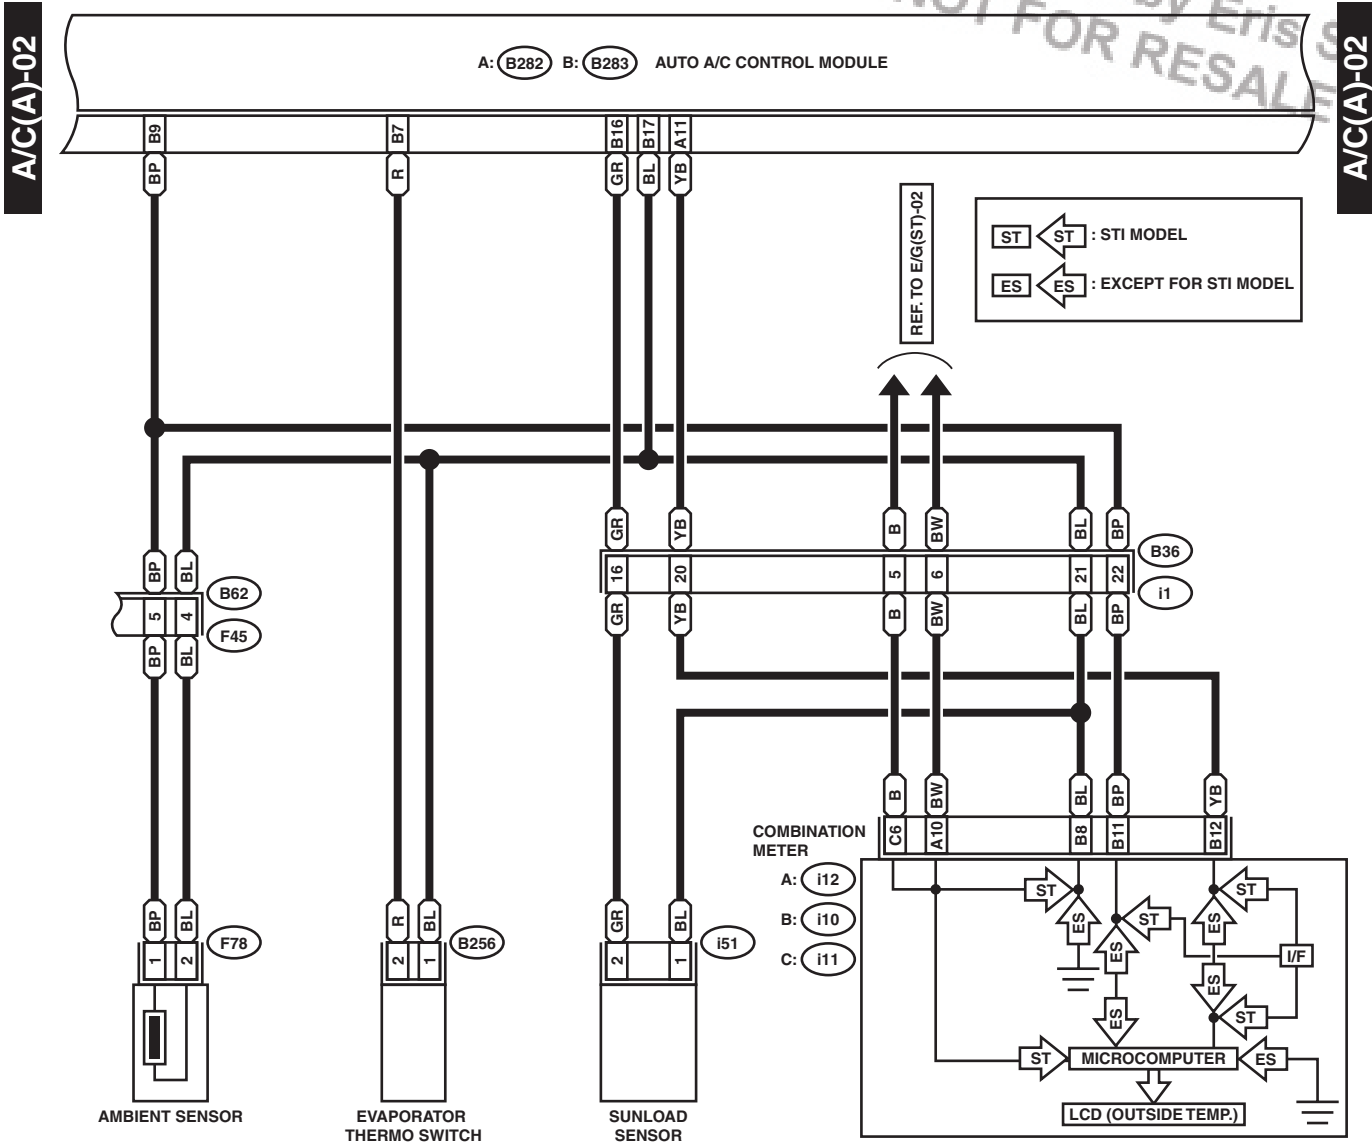 by Eris S
NOT FOR RESALE
A/C(A)-02
A/C(A)-02
A: B282 B: B283 AUTO A/C CONTROL MODULE
B9 B7 B16 B17 A11
BP R GR BL YB
REF. TO E/G(ST)-02
ST ST : STI MODEL
ES ES : EXCEPT FOR STI MODEL
GR YB B BW BL BP
B36
16 20 5 6 21 22
i1
GR YB B BW BL BP
BP BL
B62
5 4
F45
BP BL
B BW BL BP YB
COMBINATION
METER
C6 A10 B8 B11 B12
A: i12
B: i10
C: i11
BP BL
F78
1 2
R BL
B256
2 1
GR BL
i51
2 1
ST ST
ES ST ES
ES I/F
ES
ES ST
ST MICROCOMPUTER ES
LCD (OUTSIDE TEMP.)
AMBIENT SENSOR
EVAPORATOR
THERMO SWITCH
SUNLOAD
SENSOR